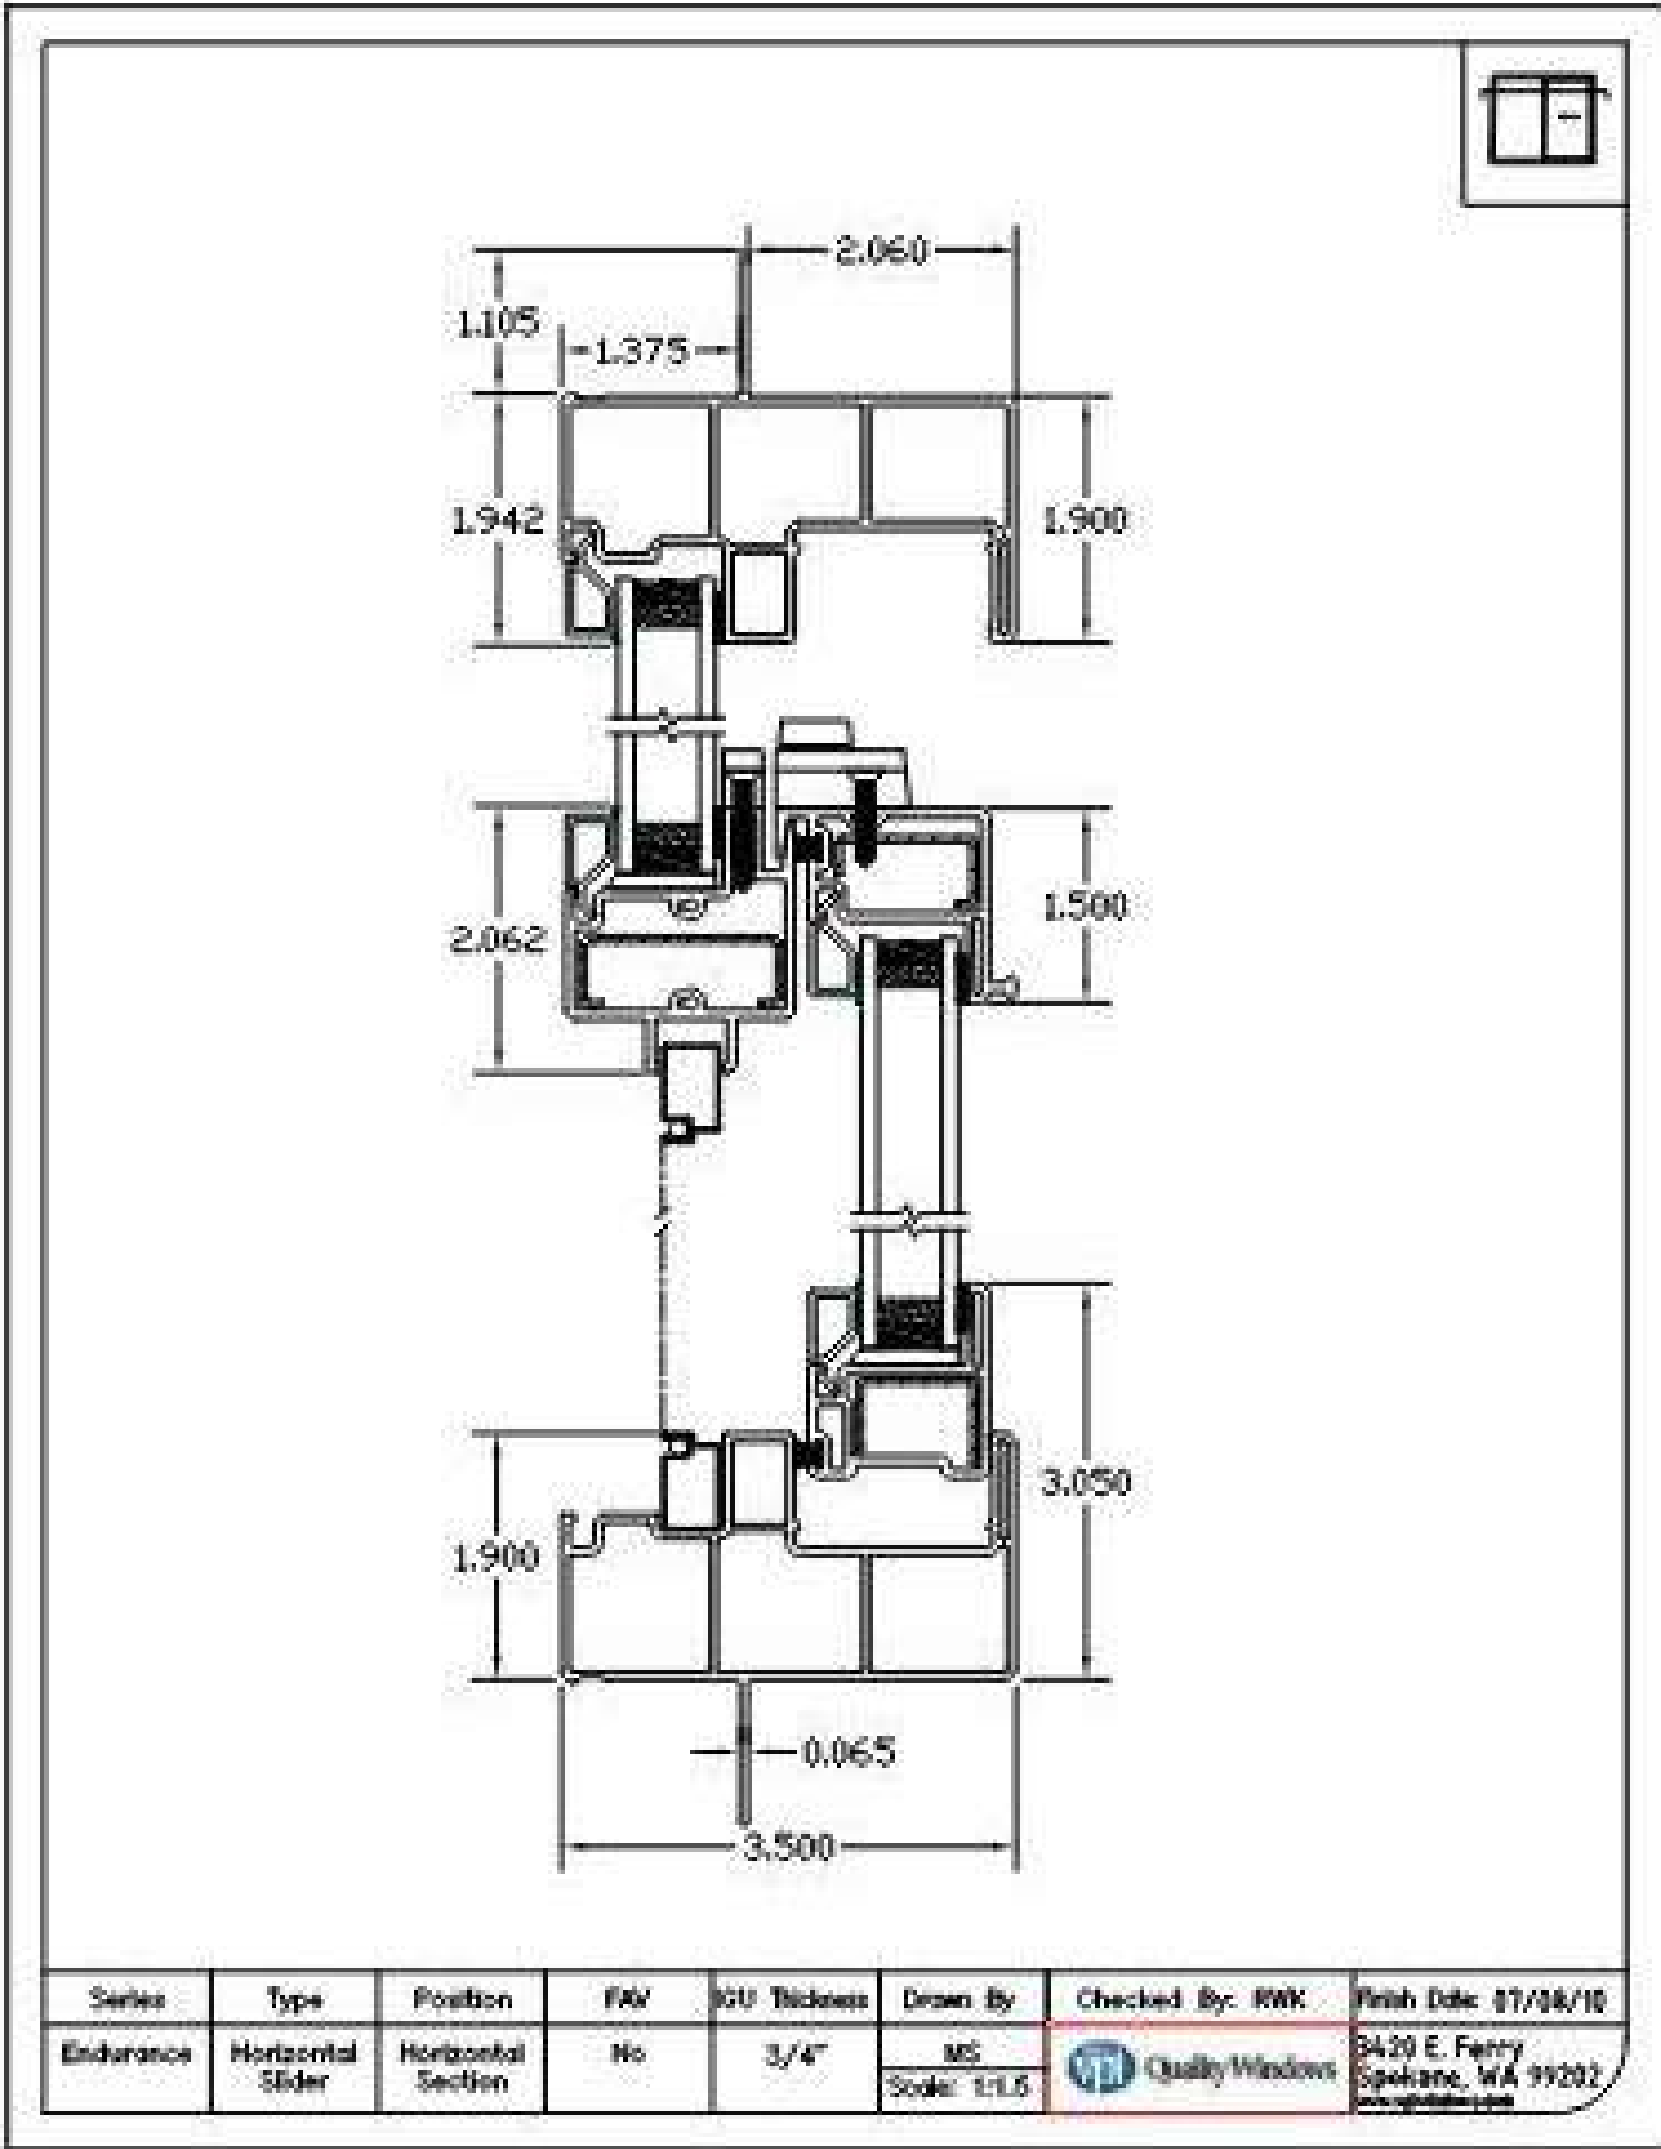 2.060
1.105
1.375
1.942
1.900
1.500
2.062
3.050
1.900
0.065
3.500
Series Type Position FAV IGU Thickness Drawn By Checked By: RWK Finish Date: 07/08/10
Endurance Horizontal Slider Horizontal Section No 3/4" MS
Scale: 1:1.5
Quality Windows
3420 E. Ferry
Spokane, WA 99202